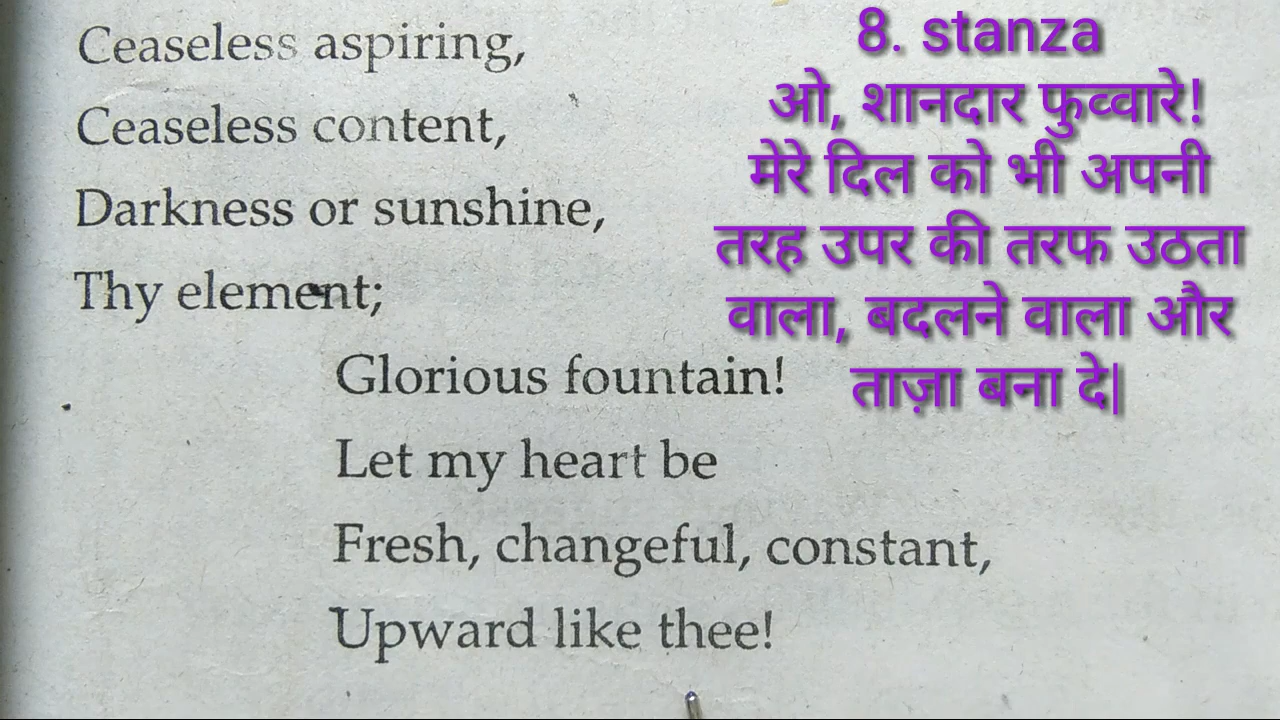 Ceaseless aspiring,
Ceaseless content,
Darkness or sunshine,
Thy element;
Glorious fountain!
Let my heart be
Fresh, changeful, constant,
Upward like thee!
8. stanza
ओ, शानदार फुव्वारे!
मेरे दिल को भी अपनी
तरह उपर की तरफ उठता
वाला, बदलने वाला और
ताज़ा बना दे|